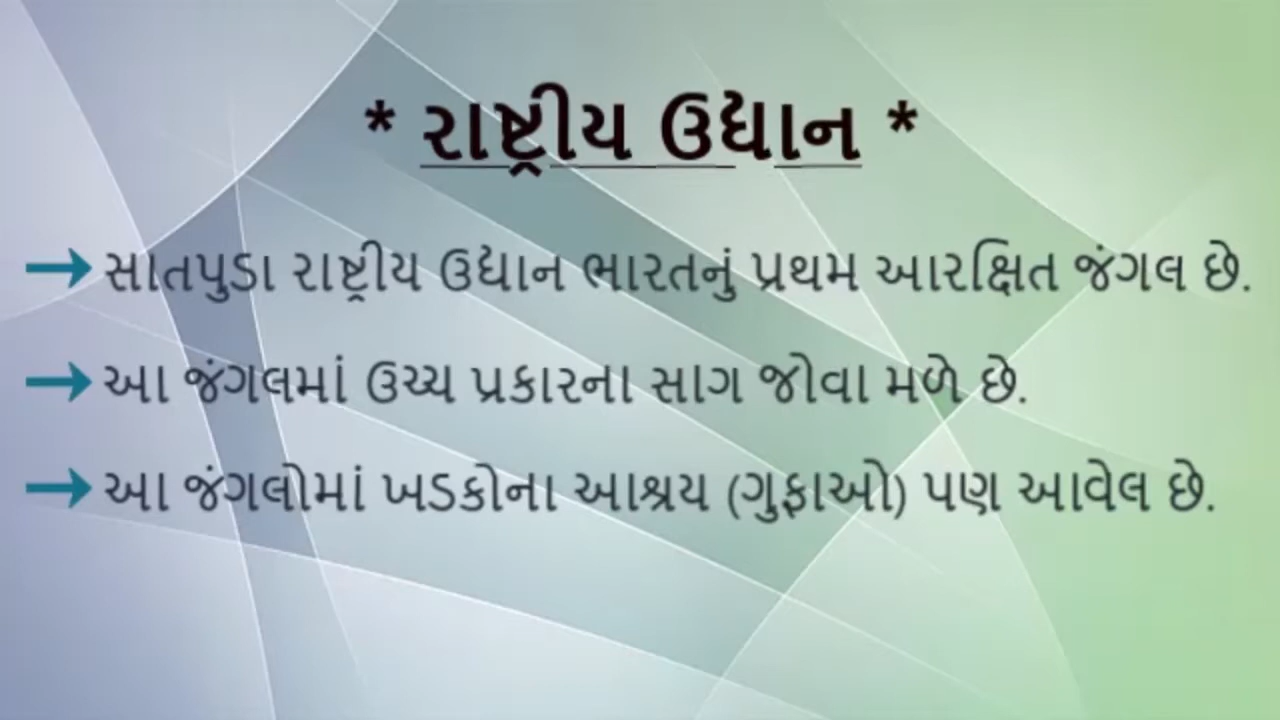 * રાષ્ટ્રીય ઉદ્યાન *
→ સાતપુડા રાષ્ટ્રીય ઉદ્યાન ભારતનું પ્રથમ આરક્ષિત જંગલ છે.
→ આ જંગલમાં ઉચ્ચ પ્રકારના સાગ જોવા મળે છે.
→ આ જંગલોમાં ખડકોના આશ્રય (ગુફાઓ) પણ આવેલ છે.